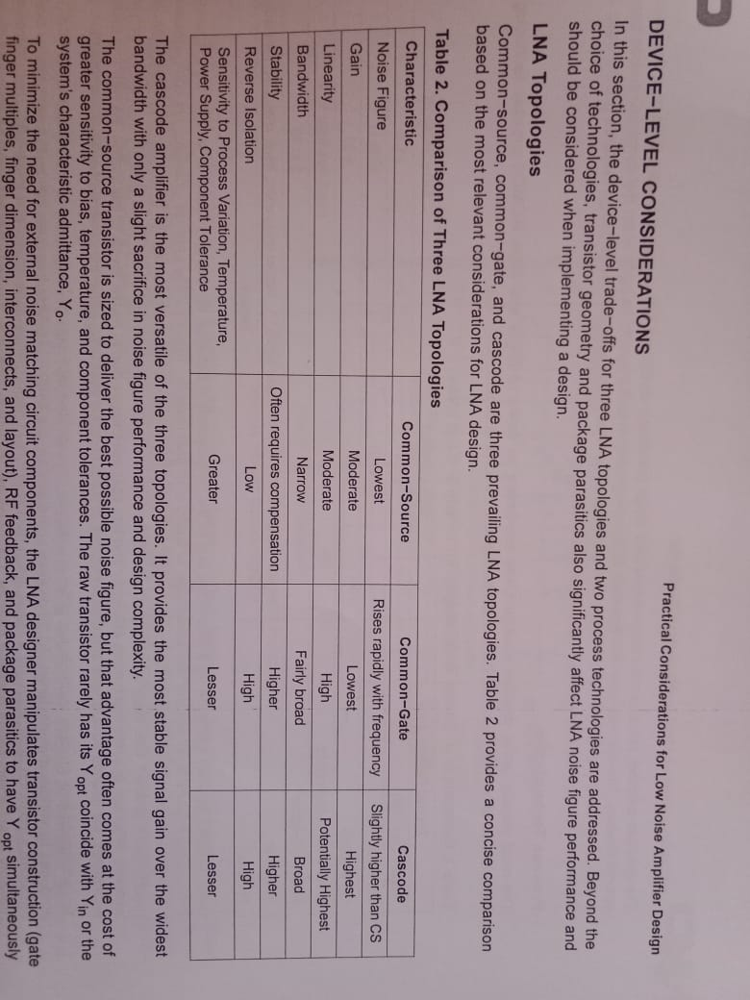 Practical Considerations for Low Noise Amplifier Design
DEVICE-LEVEL CONSIDERATIONS
In this section, the device-level trade-offs for three LNA topologies and two process technologies are addressed. Beyond the
choice of technologies, transistor geometry and package parasitics also significantly affect LNA noise figure performance and
should be considered when implementing a design.
LNA Topologies
Common-source, common-gate, and cascode are three prevailing LNA topologies. Table 2 provides a concise comparison
based on the most relevant considerations for LNA design.
Table 2. Comparison of Three LNA Topologies
Characteristic Common-Source Common-Gate Cascode
Noise Figure Lowest Rises rapidly with frequency Slightly higher than CS
Gain Moderate Lowest Highest
Linearity Moderate High Potentially Highest
Bandwidth Narrow Fairly broad Broad
Stability Often requires compensation Higher Higher
Reverse Isolation Low High High
Sensitivity to Process Variation, Temperature,
Power Supply, Component Tolerance Greater Lesser Lesser
The cascode amplifier is the most versatile of the three topologies. It provides the most stable signal gain over the widest
bandwidth with only a slight sacrifice in noise figure performance and design complexity.
The common-source transistor is sized to deliver the best possible noise figure, but that advantage often comes at the cost of
greater sensitivity to bias, temperature, and component tolerances. The raw transistor rarely has its Y opt coincide with Yin or the
system's characteristic admittance, Yo.
To minimize the need for external noise matching circuit components, the LNA designer manipulates transistor construction (gate
finger multiples, finger dimension, interconnects, and layout), RF feedback, and package parasitics to have Y opt simultaneously